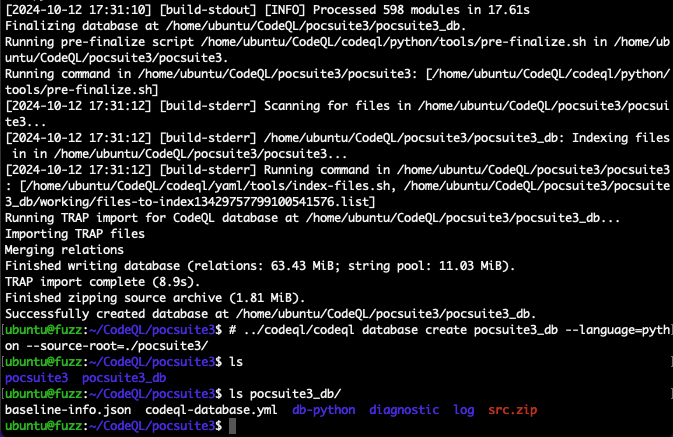 [2024-10-12 17:31:10] [build-stdout] [INFO] Processed 598 modules in 17.61s
Finalizing database at /home/ubuntu/CodeQL/pocsuite3/pocsuite3_db.
Running pre-finalize script /home/ubuntu/CodeQL/codeql/python/tools/pre-finalize.sh in /home/ub
untu/CodeQL/pocsuite3/pocsuite3.
Running command in /home/ubuntu/CodeQL/pocsuite3/pocsuite3: [/home/ubuntu/CodeQL/codeql/python/
tools/pre-finalize.sh]
[2024-10-12 17:31:12] [build-stderr] Scanning for files in /home/ubuntu/CodeQL/pocsuite3/pocsui
te3...
[2024-10-12 17:31:12] [build-stderr] /home/ubuntu/CodeQL/pocsuite3/pocsuite3_db: Indexing files
 in in /home/ubuntu/CodeQL/pocsuite3/pocsuite3...
[2024-10-12 17:31:12] [build-stderr] Running command in /home/ubuntu/CodeQL/pocsuite3/pocsuite3
: [/home/ubuntu/CodeQL/codeql/yaml/tools/index-files.sh, /home/ubuntu/CodeQL/pocsuite3/pocsuite
3_db/working/files-to-index13429757799100541576.list]
Running TRAP import for CodeQL database at /home/ubuntu/CodeQL/pocsuite3/pocsuite3_db...
Importing TRAP files
Merging relations
Finished writing database (relations: 63.43 MiB; string pool: 11.03 MiB).
TRAP import complete (8.9s).
Finished zipping source archive (1.81 MiB).
Successfully created database at /home/ubuntu/CodeQL/pocsuite3/pocsuite3_db.
[ubuntu@fuzz:~/CodeQL/pocsuite3$ # ../codeql/codeql database create pocsuite3_db --language=pyth]
on --source-root=./pocsuite3/
[ubuntu@fuzz:~/CodeQL/pocsuite3$ ls ]
pocsuite3  pocsuite3_db
[ubuntu@fuzz:~/CodeQL/pocsuite3$ ls pocsuite3_db/ ]
baseline-info.json  codeql-database.yml  db-python  diagnostic  log  src.zip
ubuntu@fuzz:~/CodeQL/pocsuite3$